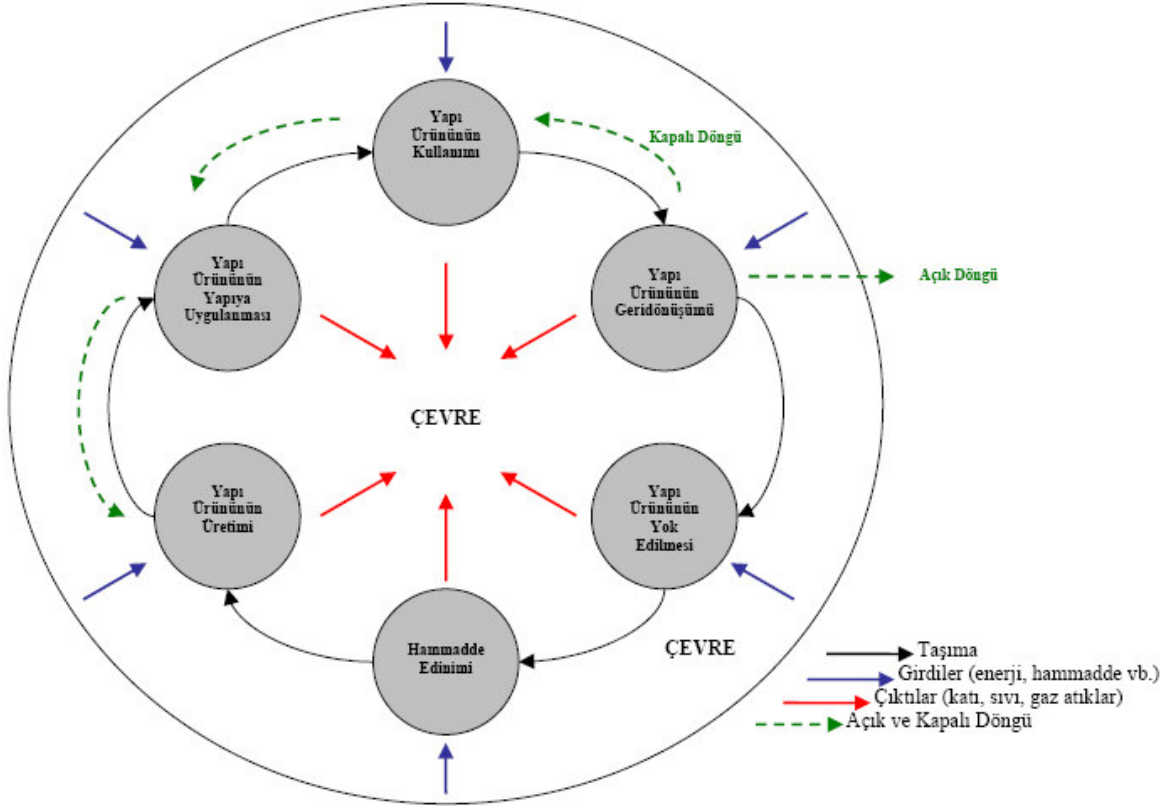 Yapı
Ürününün
Kullanımı
Kapalı Döngü
Yapı
Ürününün
Yapıya
Uygulanması
Yapı
Ürününün
Geridönüşümü
Açık Döngü
ÇEVRE
Yapı
Ürününün
Üretimi
Yapı
Ürününün
Yok
Edilmesi
Hammadde
Edinimi
ÇEVRE
Taşıma
Girdiler (enerji, hammadde vb.)
Çıktılar (katı, sıvı, gaz atıklar)
Açık ve Kapalı Döngü